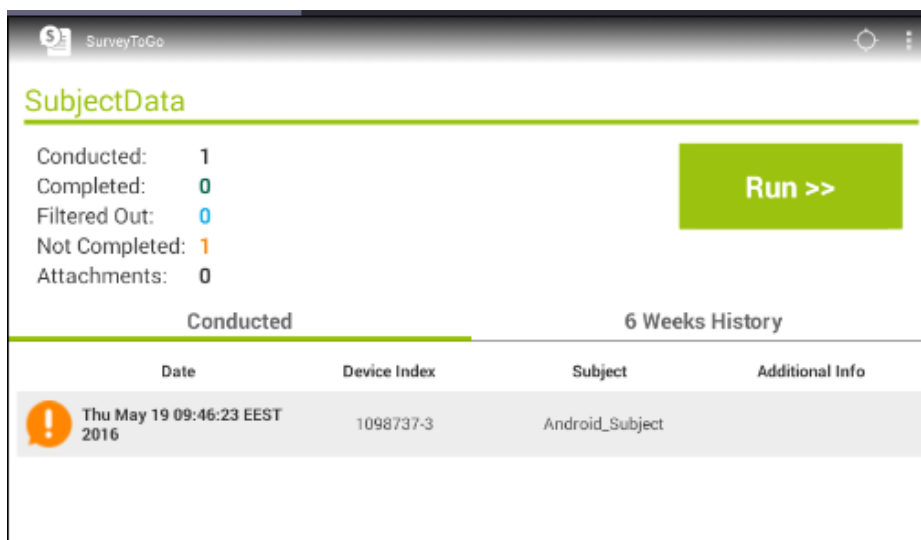 SurveyToGo
SubjectData
Conducted: 1
Completed: 0
Filtered Out: 0
Not Completed: 1
Attachments: 0
Run >>
Conducted 6 Weeks History
Date Device Index Subject Additional Info
Thu May 19 09:46:23 EEST
2016 1098737-3 Android_Subject